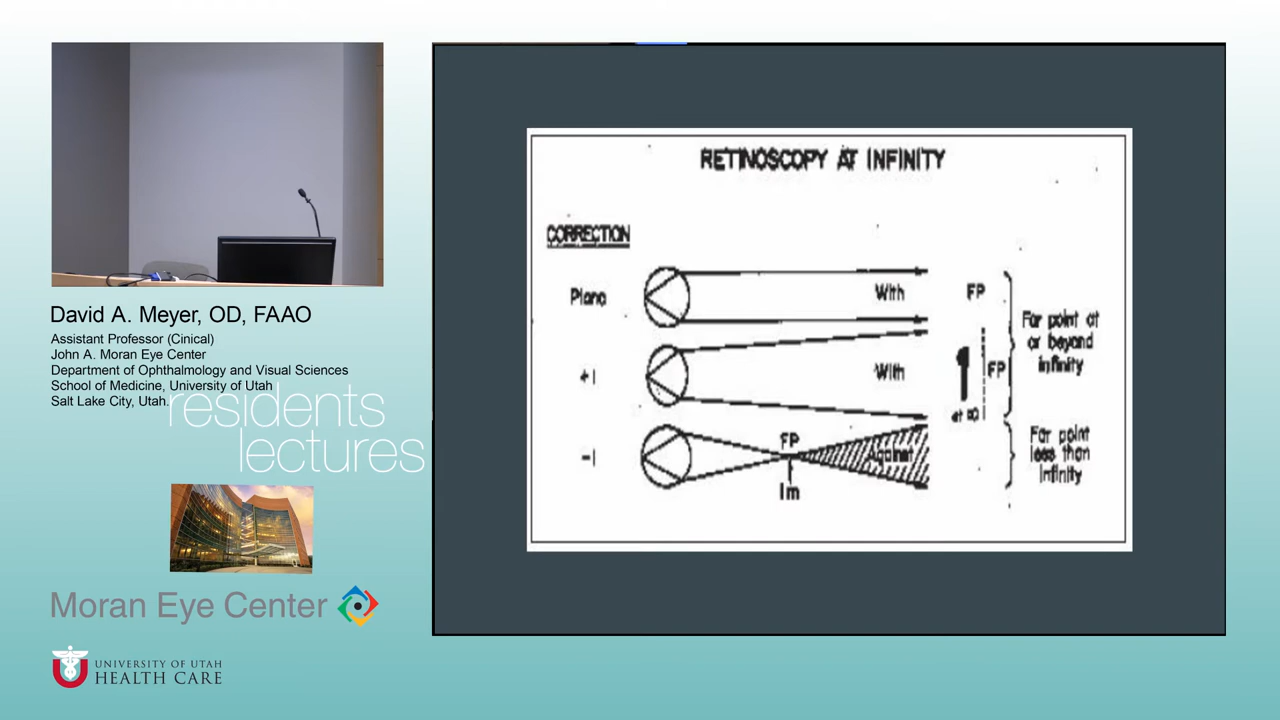 David A. Meyer, OD, FAAO
Assistant Professor (Cinical)
John A. Moran Eye Center
Department of Ophthalmology and Visual Sciences
School of Medicine, University of Utah
Salt Lake City, Utah.
residents
lectures
Moran Eye Center
UNIVERSITY OF UTAH
HEALTH CARE
RETINOSCOPY AT INFINITY
CORRECTION
Plano
With
FP
+1
With
FP
at ∞
Far point at
or beyond
infinity
-1
FP
1m
Against
Far point
less than
infinity